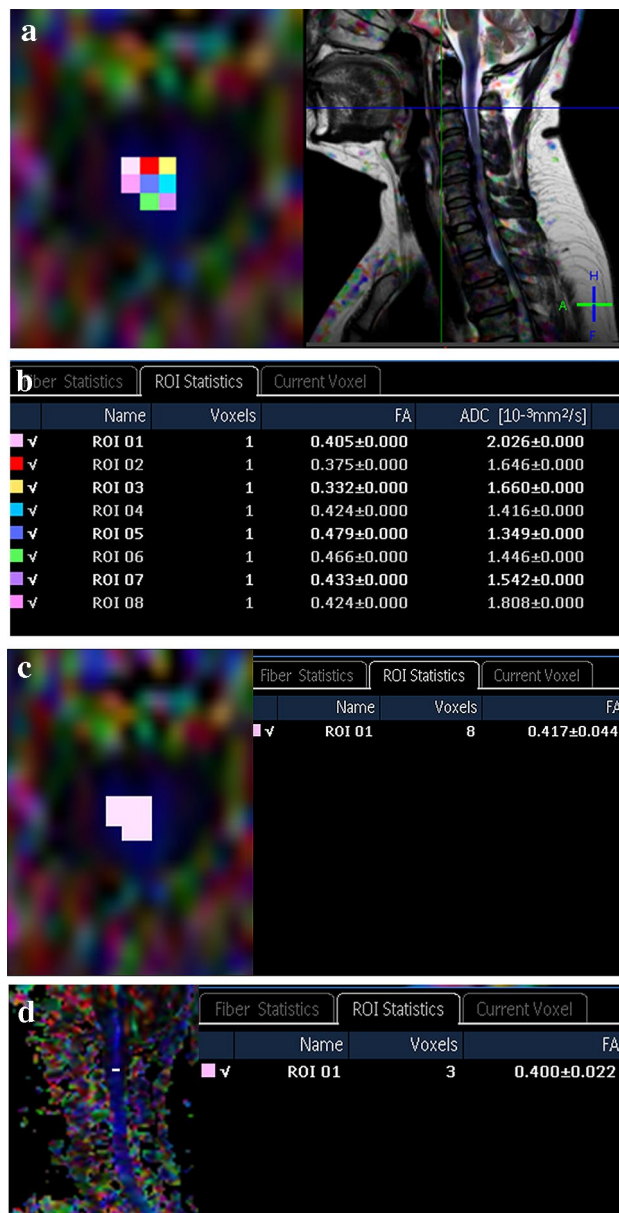 a
H
A
F
b
Fiber Statistics ROI Statistics Current Voxel
Name Voxels FA ADC [10-³mm²/s]
√ ROI 01 1 0.405±0.000 2.026±0.000
√ ROI 02 1 0.375±0.000 1.646±0.000
√ ROI 03 1 0.332±0.000 1.660±0.000
√ ROI 04 1 0.424±0.000 1.416±0.000
√ ROI 05 1 0.479±0.000 1.349±0.000
√ ROI 06 1 0.466±0.000 1.446±0.000
√ ROI 07 1 0.433±0.000 1.542±0.000
√ ROI 08 1 0.424±0.000 1.808±0.000
c
Fiber Statistics ROI Statistics Current Voxel
Name Voxels FA
√ ROI 01 8 0.417±0.044
d
Fiber Statistics ROI Statistics Current Voxel
Name Voxels FA
√ ROI 01 3 0.400±0.022